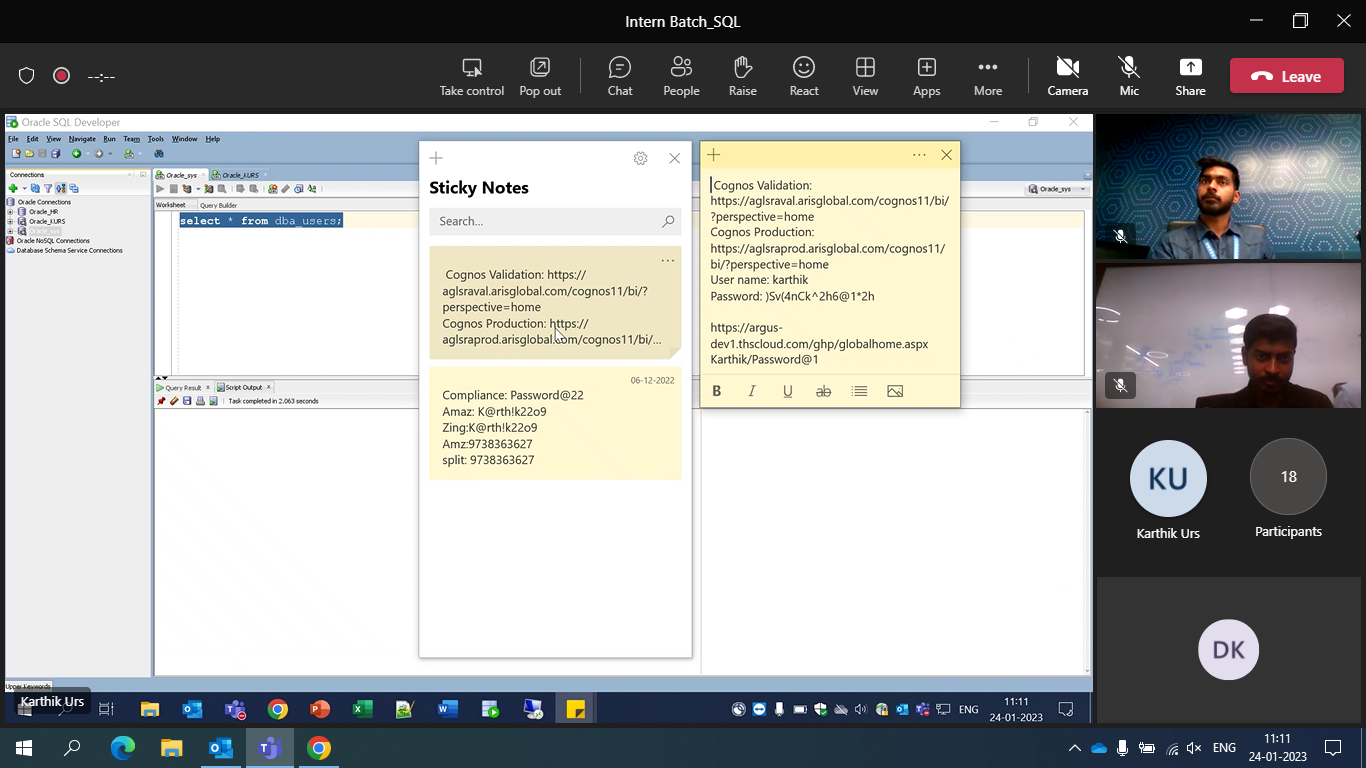 Intern Batch_SQL
--:--
Take control
Pop out
Chat
People
Raise
React
View
Apps
More
Camera
Mic
Share
Leave
Oracle SQL Developer
File Edit View Navigate Run Team Tools Window Help
Connections
Oracle Connections
Oracle_HR
Oracle_KURS
Oracle_sys
Oracle NoSQL Connections
Database Schema Service Connections
Oracle_sys
Oracle_KURS
Worksheet Query Builder
Oracle_sys
select * from dba_users;
Query Result
Script Output
Task completed in 2.063 seconds
Sticky Notes
Search...
Cognos Validation: https://
aglsraval.arisglobal.com/cognos11/bi/?
perspective=home
Cognos Production: https://
aglsraprod.arisglobal.com/cognos11/bi/...
06-12-2022
Compliance: Password@22
Amaz: K@rth!k22o9
Zing:K@rth!k22o9
Amz:9738363627
split: 9738363627
Cognos Validation:
https://aglsraval.arisglobal.com/cognos11/bi/
?perspective=home
Cognos Production:
https://aglsraprod.arisglobal.com/cognos11/
bi/?perspective=home
User name: karthik
Password: )Sv(4nCk^2h6@1*2h
https://argus-
dev1.thscloud.com/ghp/globalhome.aspx
Karthik/Password@1
B I U ab
KU
Karthik Urs
18
Participants
DK
Upper Keywords
Karthik Urs
ENG
11:11
24-01-2023
ENG
11:11
24-01-2023